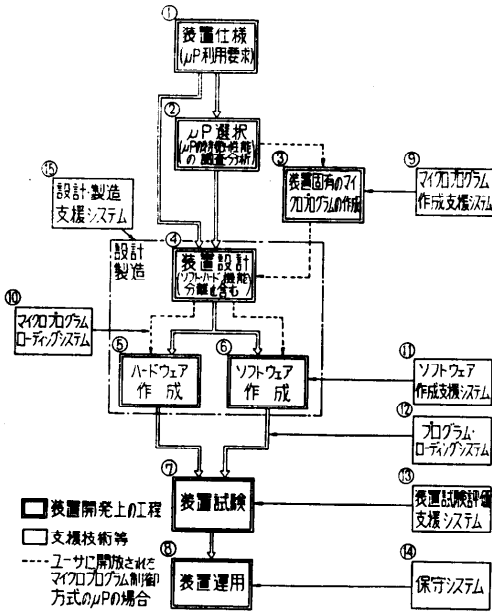 ①
装置仕様
(μP利用要求)
②
μP選択
の調査・分析)
③
装置固有のマイ
クロプログラムの作成
⑨
マイクロプログラム
作成支援システム
⑮
設計・製造
支援システム
設計
製造
④
装置設計
(ソフト・ハード機能)
分離を含む
⑩
マイクロプログラム
ローディングシステム
⑤
ハードウェア
作成
⑥
ソフトウェア
作成
⑪
ソフトウェア
作成支援システム
⑫
プログラム・
ローディングシステム
⑦
装置試験
⑬
装置試験評価
支援システム
⑧
装置運用
⑭
保守システム
装置開発上の工程
支援技術等
ユーザに開放された
マイクロプログラム制御
方式のμPの場合